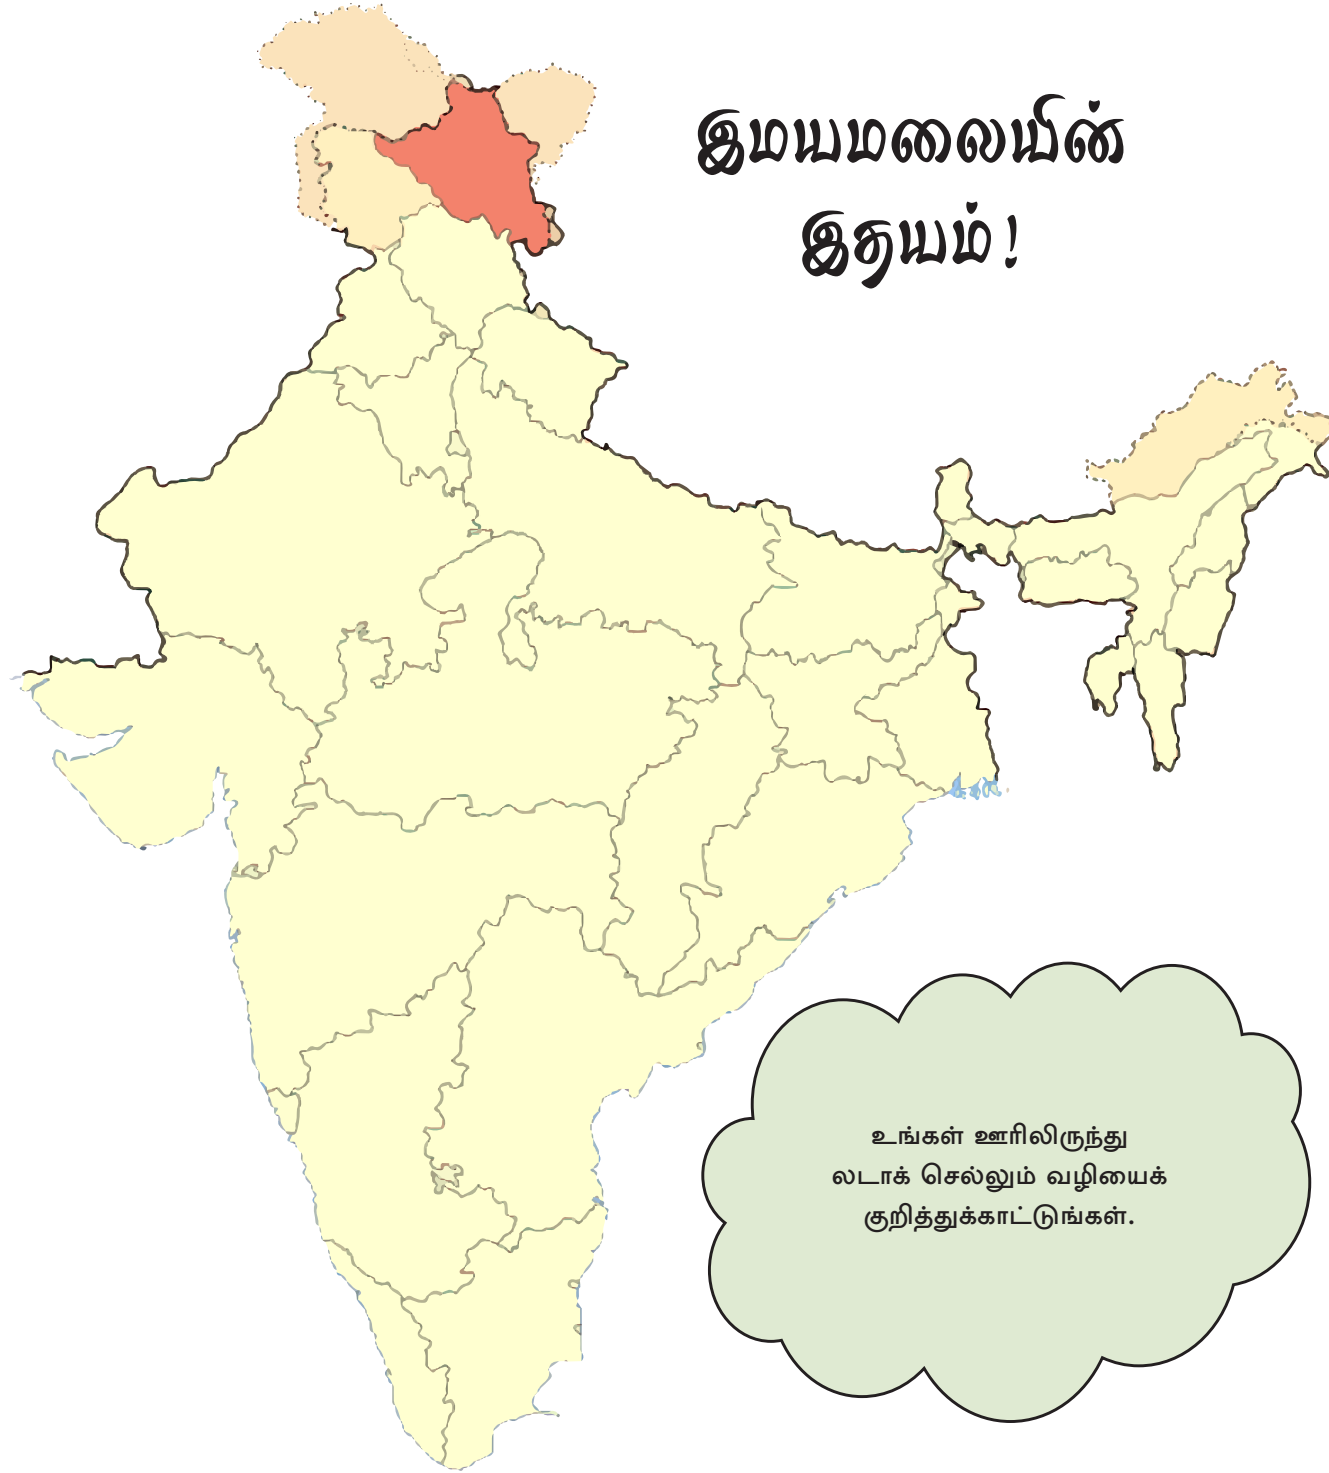 இமயமலையின்
இதயம்!
உங்கள் ஊரிலிருந்து
லடாக் செல்லும் வழியைக்
குறித்துக்காட்டுங்கள்.